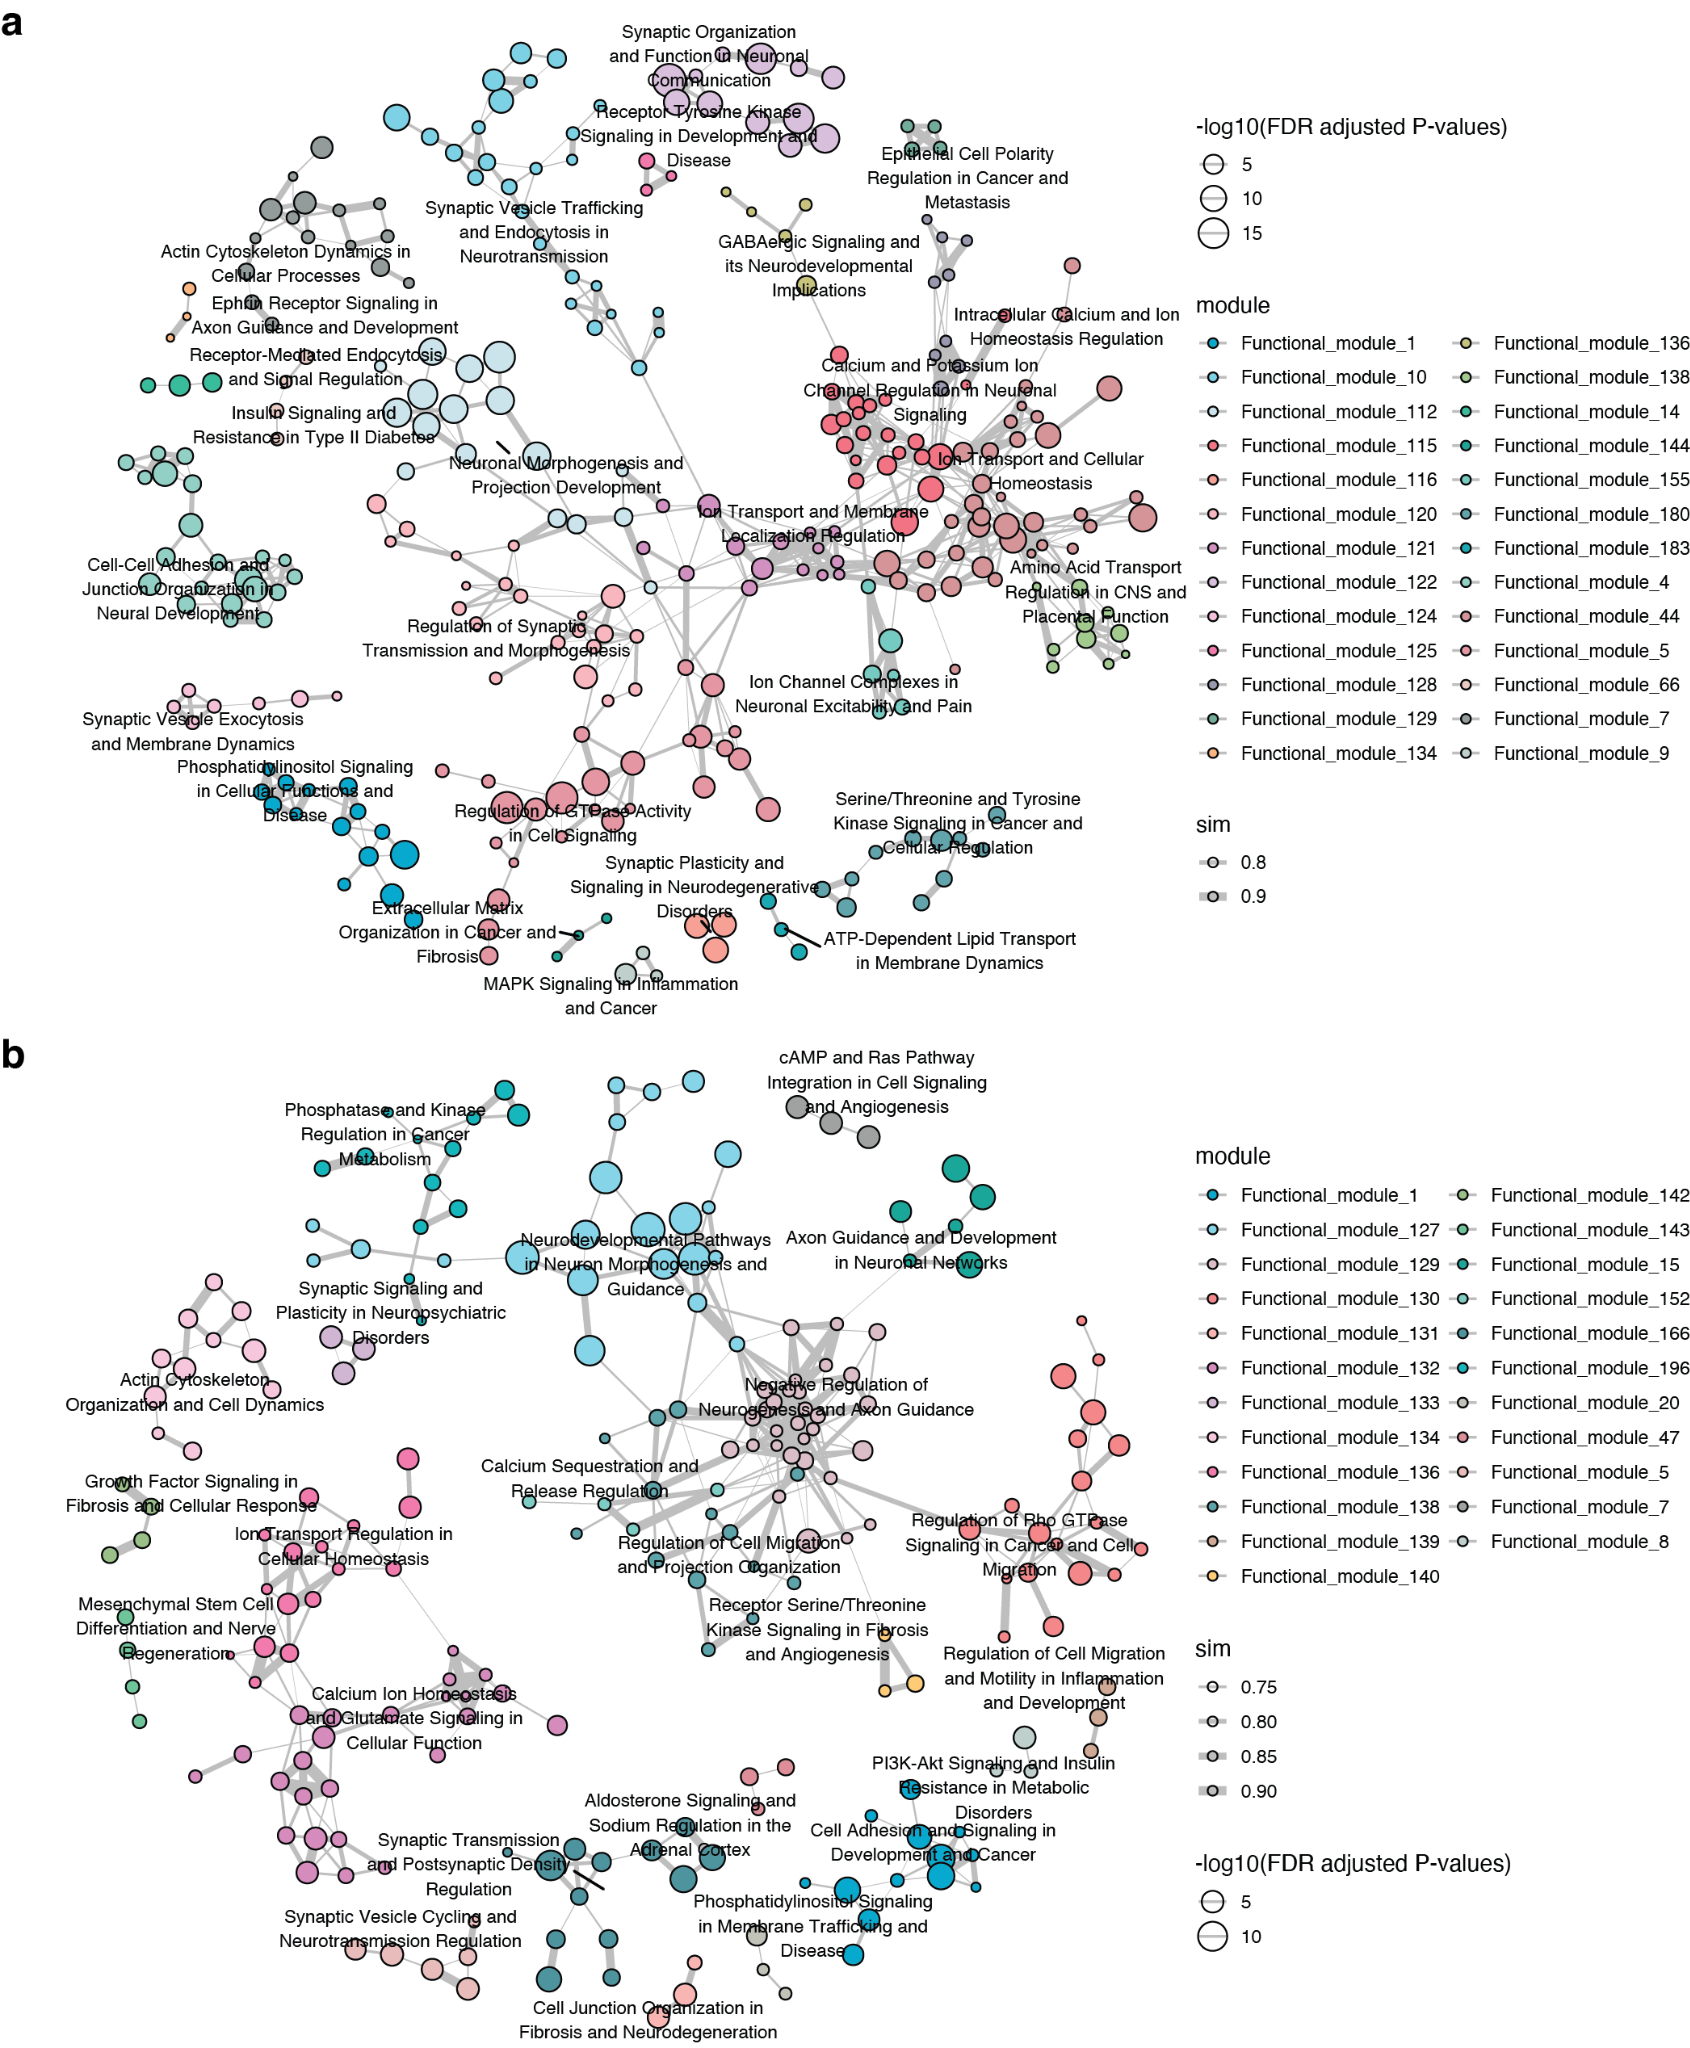 a
Synaptic Organization
and Function in Neuronal
Communication
Receptor Tyrosine Kinase
Signaling in Development and
Disease
Epithelial Cell Polarity
Regulation in Cancer and
Metastasis
Synaptic Vesicle Trafficking
and Endocytosis in
Neurotransmission
GABAergic Signaling and
its Neurodevelopmental
Implications
Actin Cytoskeleton Dynamics in
Cellular Processes
Ephrin Receptor Signaling in
Axon Guidance and Development
Intracellular Calcium and Ion
Homeostasis Regulation
Receptor-Mediated Endocytosis
and Signal Regulation
Calcium and Potassium Ion
Channel Regulation in Neuronal
Signaling
Insulin Signaling and
Resistance in Type II Diabetes
Neuronal Morphogenesis and
Projection Development
Ion Transport and Cellular
Homeostasis
Ion Transport and Membrane
Localization Regulation
Cell-Cell Adhesion and
Junction Organization in
Neural Development
Amino Acid Transport
Regulation in CNS and
Placental Function
Regulation of Synaptic
Transmission and Morphogenesis
Ion Channel Complexes in
Neuronal Excitability and Pain
Synaptic Vesicle Exocytosis
and Membrane Dynamics
Phosphatidylinositol Signaling
in Cellular Functions and
Disease
Regulation of GTPase Activity
in Cell Signaling
Serine/Threonine and Tyrosine
Kinase Signaling in Cancer and
Cellular Regulation
Synaptic Plasticity and
Signaling in Neurodegenerative
Disorders
Extracellular Matrix
Organization in Cancer and
Fibrosis
ATP-Dependent Lipid Transport
in Membrane Dynamics
MAPK Signaling in Inflammation
and Cancer
-log10(FDR adjusted P-values)
5
10
15
module
Functional_module_1
Functional_module_10
Functional_module_112
Functional_module_115
Functional_module_116
Functional_module_120
Functional_module_121
Functional_module_122
Functional_module_124
Functional_module_125
Functional_module_128
Functional_module_129
Functional_module_134
Functional_module_136
Functional_module_138
Functional_module_14
Functional_module_144
Functional_module_155
Functional_module_180
Functional_module_183
Functional_module_4
Functional_module_44
Functional_module_5
Functional_module_66
Functional_module_7
Functional_module_9
sim
0.8
0.9
b
cAMP and Ras Pathway
Integration in Cell Signaling
and Angiogenesis
Phosphatase and Kinase
Regulation in Cancer
Metabolism
Neurodevelopmental Pathways
in Neuron Morphogenesis and
Guidance
Axon Guidance and Development
in Neuronal Networks
Synaptic Signaling and
Plasticity in Neuropsychiatric
Disorders
Actin Cytoskeleton
Organization and Cell Dynamics
Negative Regulation of
Neurogenesis and Axon Guidance
Calcium Sequestration and
Release Regulation
Growth Factor Signaling in
Fibrosis and Cellular Response
Ion Transport Regulation in
Cellular Homeostasis
Regulation of Cell Migration
and Projection Organization
Regulation of Rho GTPase
Signaling in Cancer and Cell
Migration
Mesenchymal Stem Cell
Differentiation and Nerve
Regeneration
Receptor Serine/Threonine
Kinase Signaling in Fibrosis
and Angiogenesis
Regulation of Cell Migration
and Motility in Inflammation
and Development
Calcium Ion Homeostasis
and Glutamate Signaling in
Cellular Function
PI3K-Akt Signaling and Insulin
Resistance in Metabolic
Disorders
Aldosterone Signaling and
Sodium Regulation in the
Adrenal Cortex
Cell Adhesion and Signaling in
Development and Cancer
Synaptic Transmission
and Postsynaptic Density
Regulation
Phosphatidylinositol Signaling
in Membrane Trafficking and
Disease
Synaptic Vesicle Cycling and
Neurotransmission Regulation
Cell Junction Organization in
Fibrosis and Neurodegeneration
module
Functional_module_1
Functional_module_127
Functional_module_129
Functional_module_130
Functional_module_131
Functional_module_132
Functional_module_133
Functional_module_134
Functional_module_136
Functional_module_138
Functional_module_139
Functional_module_140
Functional_module_142
Functional_module_143
Functional_module_15
Functional_module_152
Functional_module_166
Functional_module_196
Functional_module_20
Functional_module_47
Functional_module_5
Functional_module_7
Functional_module_8
sim
0.75
0.80
0.85
0.90
-log10(FDR adjusted P-values)
5
10